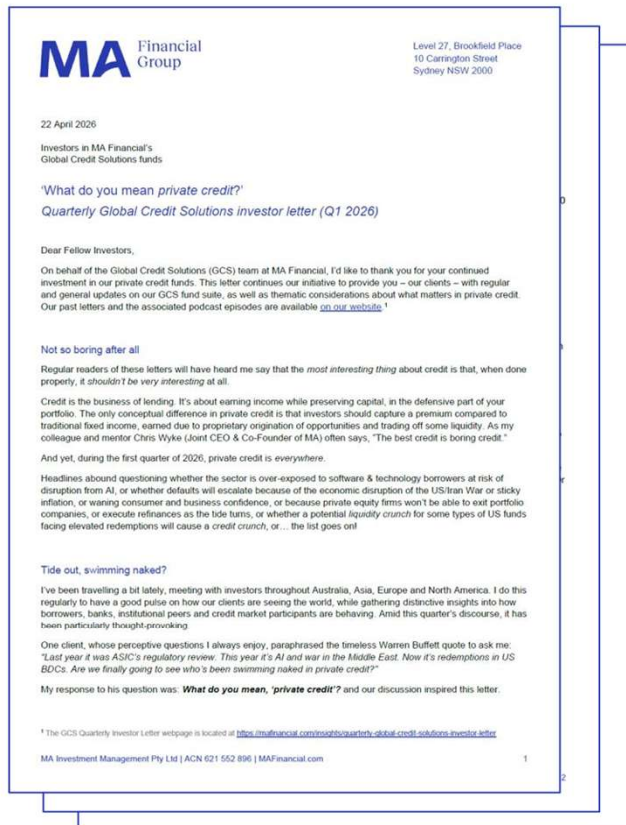 MA Financial
Group
Level 27, Brookfield Place
10 Carrington Street
Sydney NSW 2000
22 April 2026
Investors in MA Financial's
Global Credit Solutions funds
'What do you mean private credit?'
Quarterly Global Credit Solutions investor letter (Q1 2026)
Dear Fellow Investors,
On behalf of the Global Credit Solutions (GCS) team at MA Financial, I'd like to thank you for your continued
investment in our private credit funds. This letter continues our initiative to provide you – our clients – with regular
and general updates on our GCS fund suite, as well as thematic considerations about what matters in private credit.
Our past letters and the associated podcast episodes are available on our website.¹
Not so boring after all
Regular readers of these letters will have heard me say that the most interesting thing about credit is that, when done
properly, it shouldn't be very interesting at all.
Credit is the business of lending. It's about earning income while preserving capital, in the defensive part of your
portfolio. The only conceptual difference in private credit is that investors should capture a premium compared to
traditional fixed income, earned due to proprietary origination of opportunities and trading off some liquidity. As my
colleague and mentor Chris Wyke (Joint CEO & Co-Founder of MA) often says, "The best credit is boring credit."
And yet, during the first quarter of 2026, private credit is everywhere.
Headlines abound questioning whether the sector is over-exposed to software & technology borrowers at risk of
disruption from AI, or whether defaults will escalate because of the economic disruption of the US/Iran War or sticky
inflation, or waning consumer and business confidence, or because private equity firms won't be able to exit portfolio
companies, or execute refinances as the tide turns, or whether a potential liquidity crunch for some types of US funds
facing elevated redemptions will cause a credit crunch, or… the list goes on!
Tide out, swimming naked?
I've been travelling a bit lately, meeting with investors throughout Australia, Asia, Europe and North America. I do this
regularly to have a good pulse on how our clients are seeing the world, while gathering distinctive insights into how
borrowers, banks, institutional peers and credit market participants are behaving. Amid this quarter's discourse, it has
been particularly thought-provoking.
One client, whose perceptive questions I always enjoy, paraphrased the timeless Warren Buffett quote to ask me:
"Last year it was ASIC's regulatory review. This year it's AI and war in the Middle East. Now it's redemptions in US
BDCs. Are we finally going to see who's been swimming naked in private credit?"
My response to his question was: What do you mean, 'private credit'? and our discussion inspired this letter.
¹ The GCS Quarterly Investor Letter webpage is located at https://mafinancial.com/insights/quarterly-global-credit-solutions-investor-letter
MA Investment Management Pty Ltd | ACN 621 552 896 | MAFinancial.com 1
2